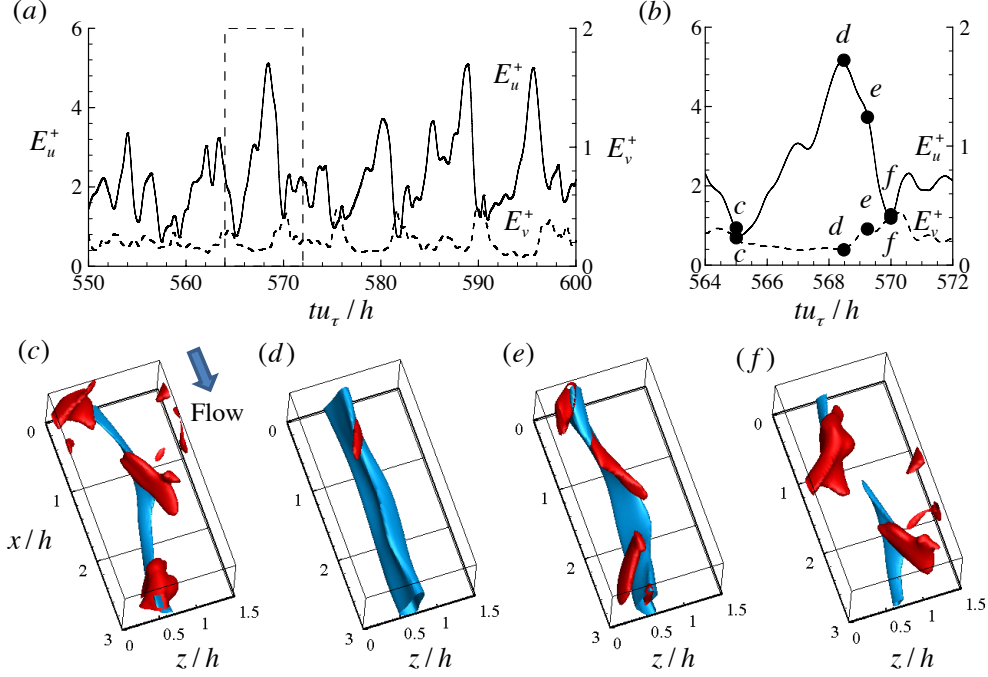 (a)
(b)
6
4
2
0
E_u^+
2
1
0
E_v^+
E_u^+
E_v^+
550 560 570 580 590 600
tu_τ / h
6
4
2
0
2
1
0
d
e
c
c
d
e
f
f
E_u^+
E_v^+
564 566 568 570 572
tu_τ / h
(c)
(d)
(e)
(f)
Flow
x / h
0
1
2
3
0
0.5
1
1.5
z / h
0
1
2
3
0
0.5
1
1.5
z / h
0
1
2
3
0
0.5
1
1.5
z / h
0
1
2
3
0
0.5
1
1.5
z / h